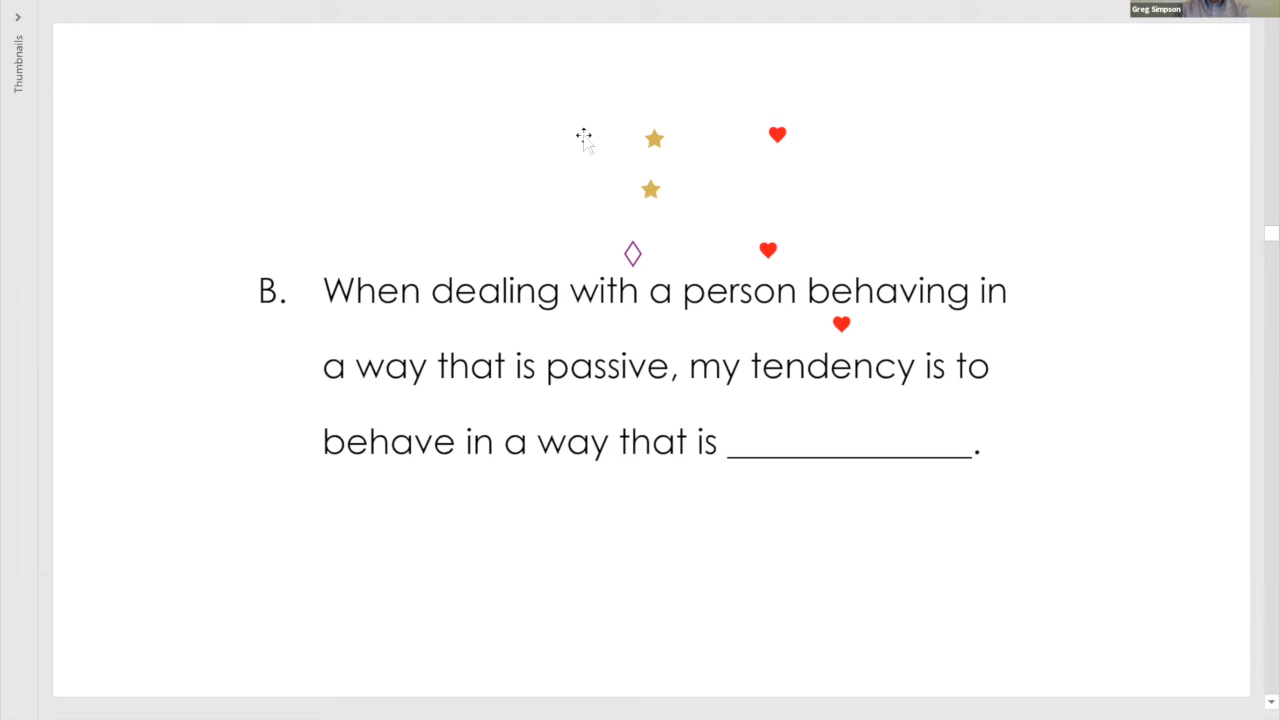 Greg Simpson
Thumbnails
B. When dealing with a person behaving in
a way that is passive, my tendency is to
behave in a way that is _______________.